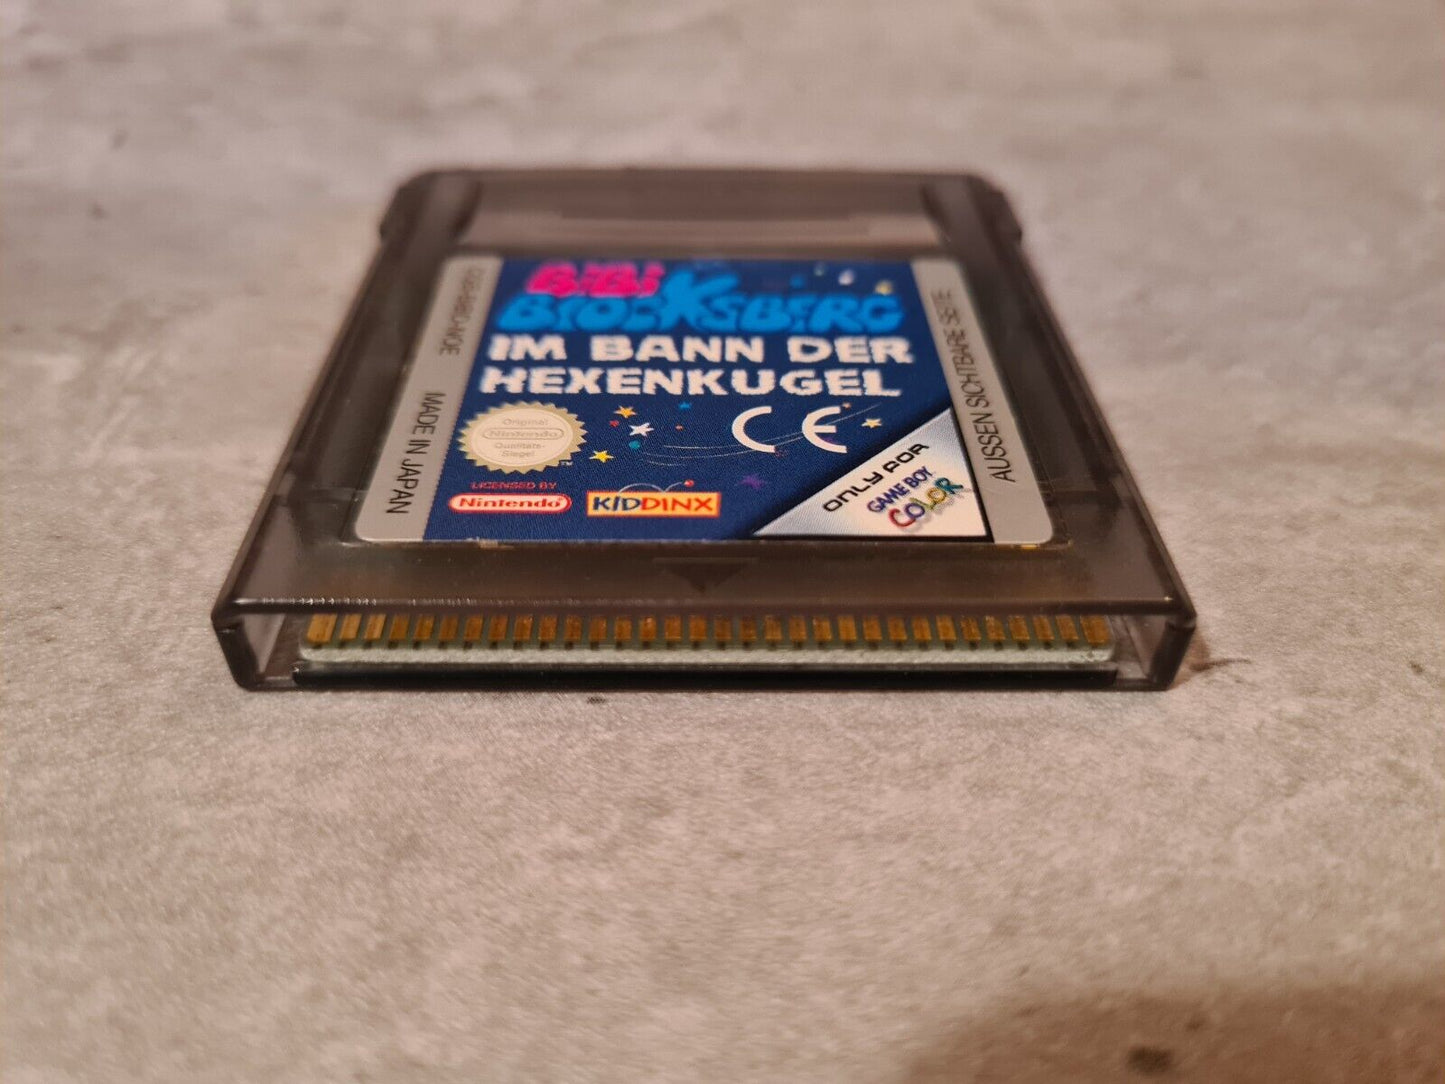 BiBi
BLOCKSBERG
IM BANN DER
HEXENKUGEL
Original
Nintendo
Qualitäts-
Siegel
TM
CE
LICENSED BY
Nintendo
KIDDINX
ONLY FOR
GAME BOY
COLOR
MADE IN JAPAN
AUSSEN SICHTBARE SEITE